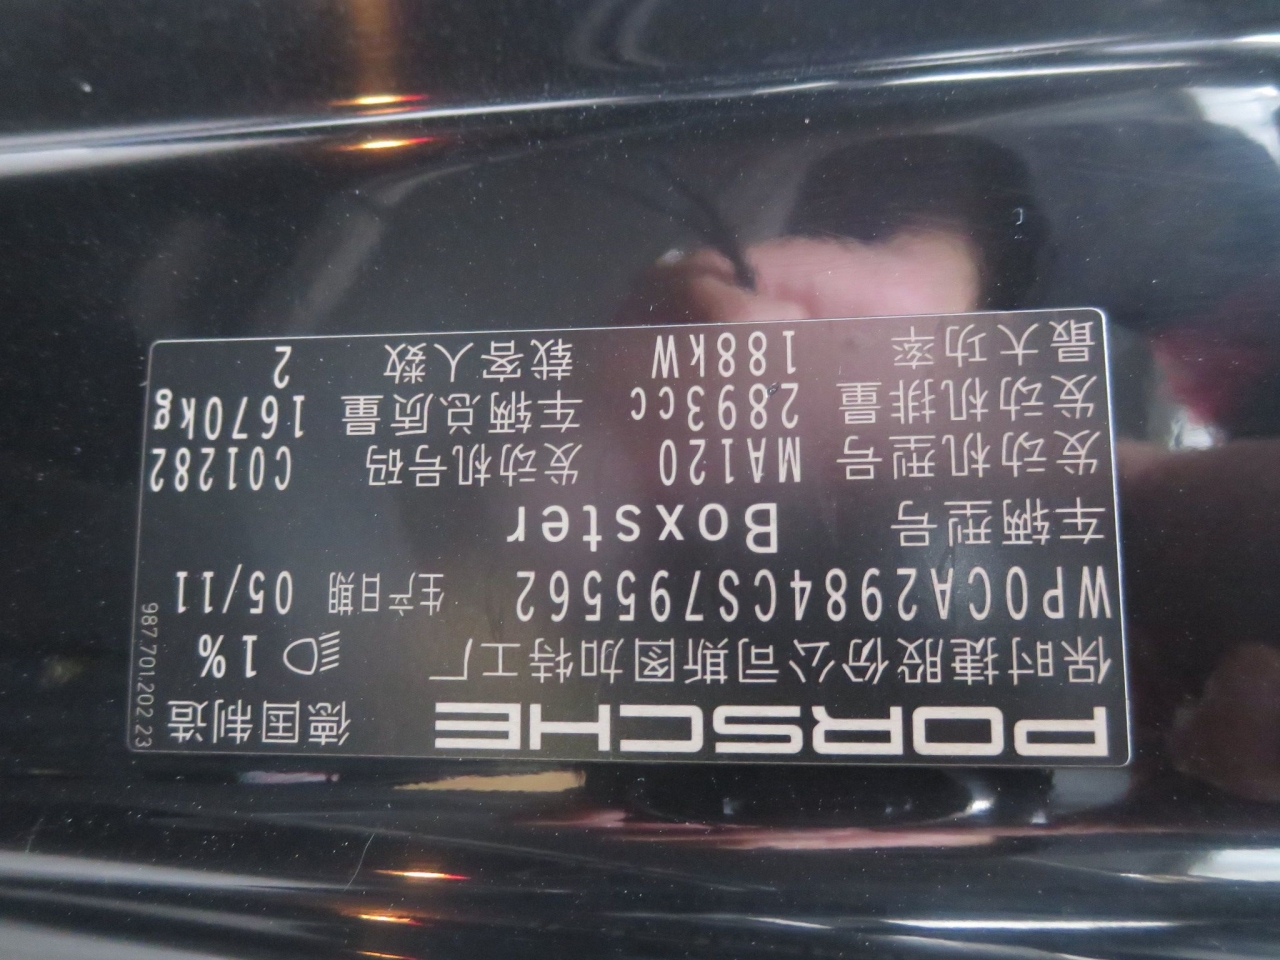 PORSCHE 德国制造
保时捷股份公司斯图加特工厂 1%
WP0CA2984CS795562 生产日期 05/11
车辆型号 Boxster
发动机型号 MA120 发动机号码 C01282
发动机排量 2893cc 车辆总质量 1670kg
最大功率 188kW 载客人数 2
987.701.202.23